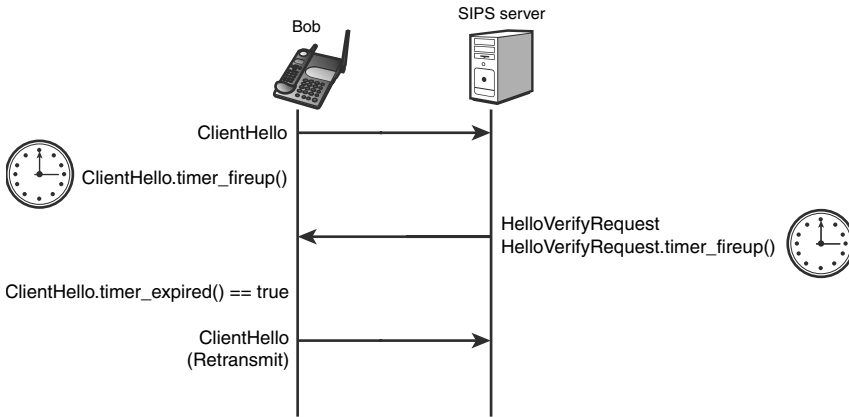 Bob
SIPS server
ClientHello
ClientHello.timer_fireup()
HelloVerifyRequest
HelloVerifyRequest.timer_fireup()
ClientHello.timer_expired() == true
ClientHello
(Retransmit)